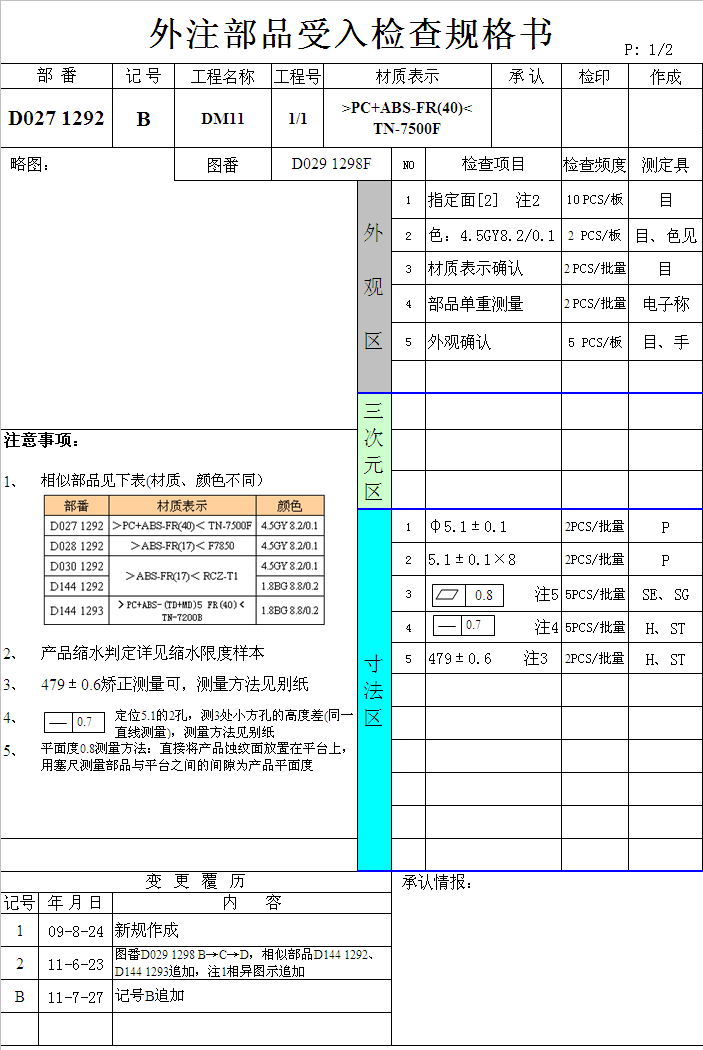 外注部品受入检查规格书
P: 1/2
部 番 记 号 工程名称 工程号 材质表示 承 认 检印 作成
D027 1292 B DM11 1/1 >PC+ABS-FR(40)<
TN-7500F
略图: 图番 D029 1298F NO 检查项目 检查频度 测定具
外观区
1 指定面[2] 注2 10 PCS/板 目
2 色: 4.5GY8.2/0.1 2 PCS/板 目、色见
3 材质表示确认 2 PCS/批量 目
4 部品单重测量 2 PCS/批量 电子称
5 外观确认 5 PCS/板 目、手
三次元区
注意事项:
1、 相似部品见下表(材质、颜色不同)
部番 材质表示 颜色
D027 1292 >PC+ABS-FR(40)< TN-7500F 4.5GY 8.2/0.1
D028 1292 >ABS-FR(17)< F7850 4.5GY 8.2/0.1
D030 1292 >ABS-FR(17)< RCZ-T1 4.5GY 8.2/0.1
D144 1292 1.8BG 8.8/0.2
D144 1293 >PC+ABS-(TD+MD)5 FR(40)<
TN-7200B 1.8BG 8.8/0.2
2、 产品缩水判定详见缩水限度样本
3、 479±0.6矫正测量可，测量方法见别纸
4、 0.7 定位5.1的2孔，测3处小方孔的高度差(同一
直线测量)，测量方法见别纸
5、 平面度0.8测量方法: 直接将产品蚀纹面放置在平台上，
用塞尺测量部品与平台之间的间隙为产品平面度
寸法区
1 φ5.1±0.1 2PCS/批量 P
2 5.1±0.1×8 2PCS/批量 P
3 0.8 注5 5PCS/批量 SE、SG
4 0.7 注4 5PCS/批量 H、ST
5 479±0.6 注3 2PCS/批量 H、ST
变 更 履 历 承认情报:
记号 年 月 日 内 容
1 09-8-24 新规作成
2 11-6-23 图番D029 1298 B→C→D，相似部品D144 1292、
D144 1293追加，注1相异图示追加
B 11-7-27 记号B追加